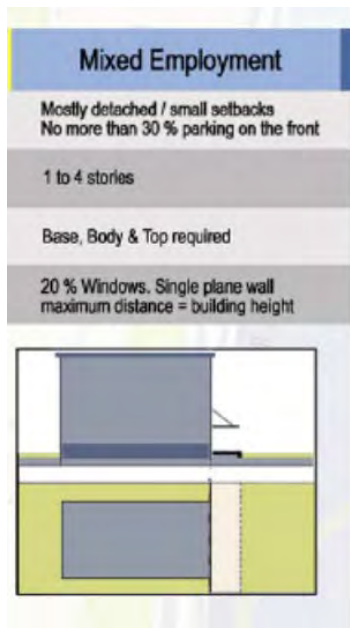 Mixed Employment
Mostly detached / small setbacks
No more than 30 % parking on the front
1 to 4 stories
Base, Body & Top required
20 % Windows. Single plane wall
maximum distance = building height